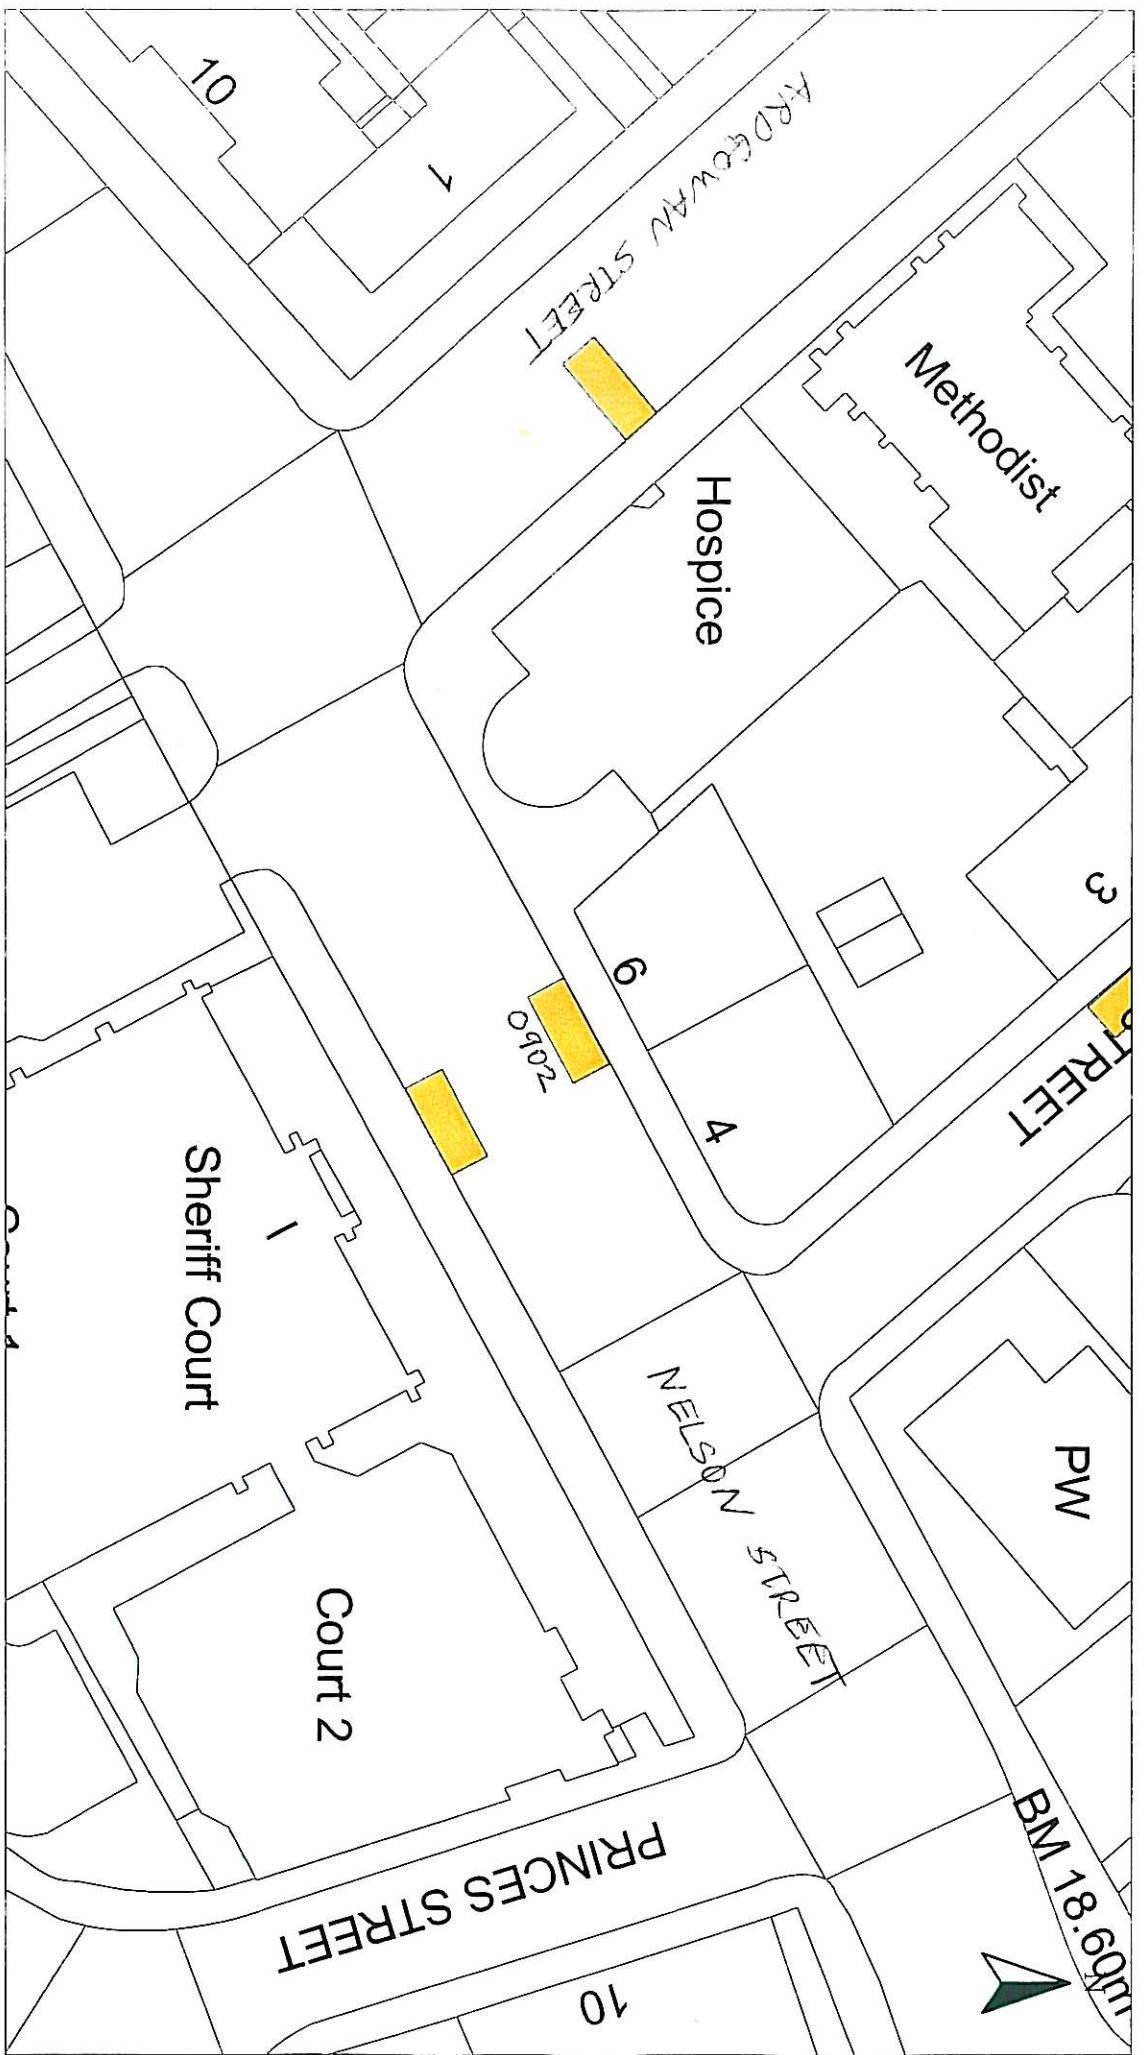 10
1
ARDGOWAN STREET
Methodist
Hospice
3
STREET
6
4
0902
Sheriff Court
I
Court 2
NELSON STREET
PW
BM 18.60m
N
PRINCES STREET
10